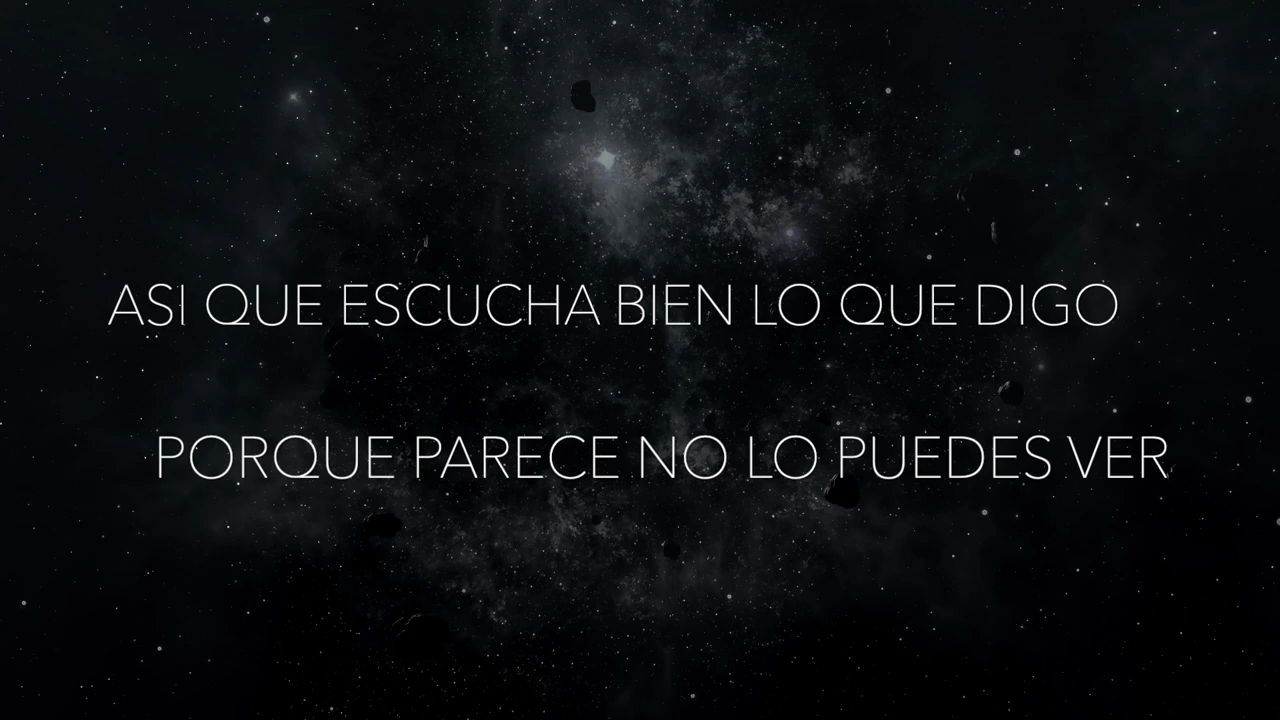 ASI QUE ESCUCHA BIEN LO QUE DIGO
PORQUE PARECE NO LO PUEDES VER